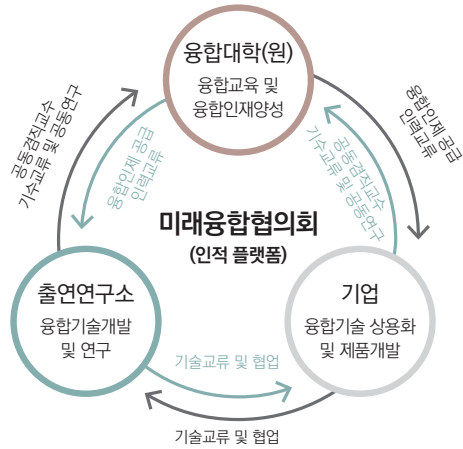 융합대학(원)
융합교육 및
융합인재양성
공동겸직교수
기수교류 및 공동연구
융합인재 공급
인력교류
융합인재 공급
인력교류
공동겸직교수
기수교류 및 공동연구
미래융합협의회
(인적 플랫폼)
출연연구소
융합기술개발
및 연구
기업
융합기술 상용화
및 제품개발
기술교류 및 협업
기술교류 및 협업